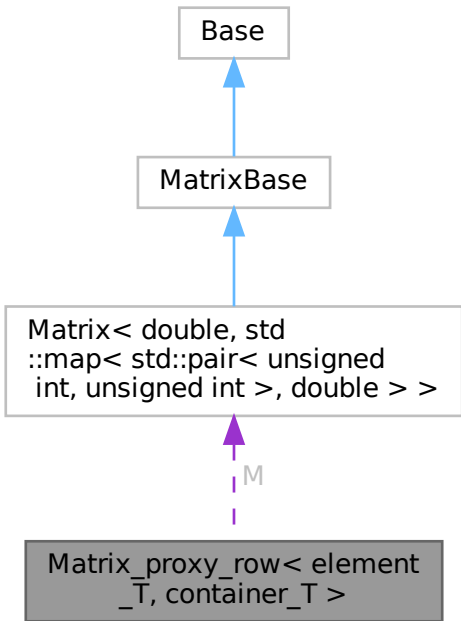 Base
MatrixBase
Matrix< double, std
::map< std::pair< unsigned
int, unsigned int >, double > >
M
Matrix_proxy_row< element
_T, container_T >